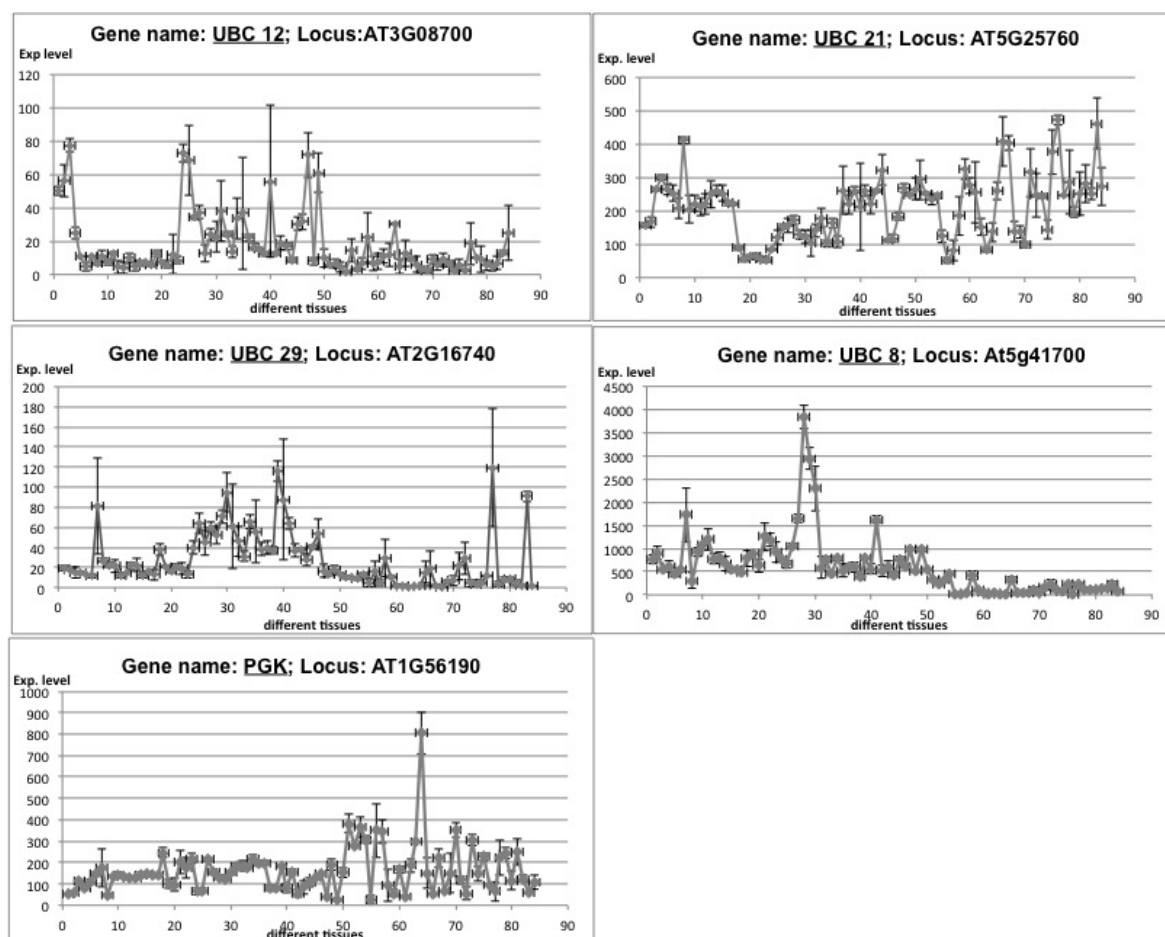 Gene name: UBC 12; Locus:AT3G08700
Exp level
120
100
80
60
40
20
0
0 10 20 30 40 50 60 70 80 90
different tissues
Gene name: UBC 21; Locus: AT5G25760
Exp. level
600
500
400
300
200
100
0
0 10 20 30 40 50 60 70 80 90
different tissues
Gene name: UBC 29; Locus: AT2G16740
Exp. level
200
180
160
140
120
100
80
60
40
20
0
0 10 20 30 40 50 60 70 80 90
different tissues
Gene name: UBC 8; Locus: At5g41700
Exp. level
4500
4000
3500
3000
2500
2000
1500
1000
500
0
0 10 20 30 40 50 60 70 80 90
different tissues
Gene name: PGK; Locus: AT1G56190
Exp. level
1000
900
800
700
600
500
400
300
200
100
0
0 10 20 30 40 50 60 70 80 90
different tissues